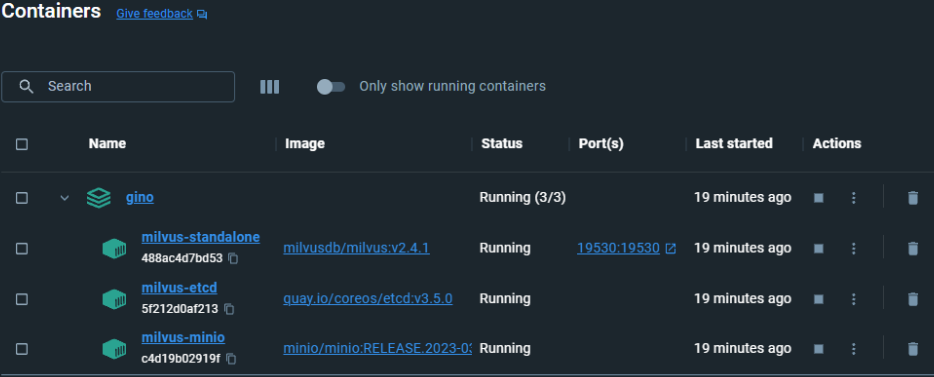 Containers Give feedback
Search
Only show running containers
Name Image Status Port(s) Last started Actions
gino Running (3/3) 19 minutes ago
milvus-standalone milvusdb/milvus:v2.4.1 Running 19530:19530 19 minutes ago
488ac4d7bd53
milvus-etcd quay.io/coreos/etcd:v3.5.0 Running 19 minutes ago
5f212d0af213
milvus-minio minio/minio:RELEASE.2023-03 Running 19 minutes ago
c4d19b02919f